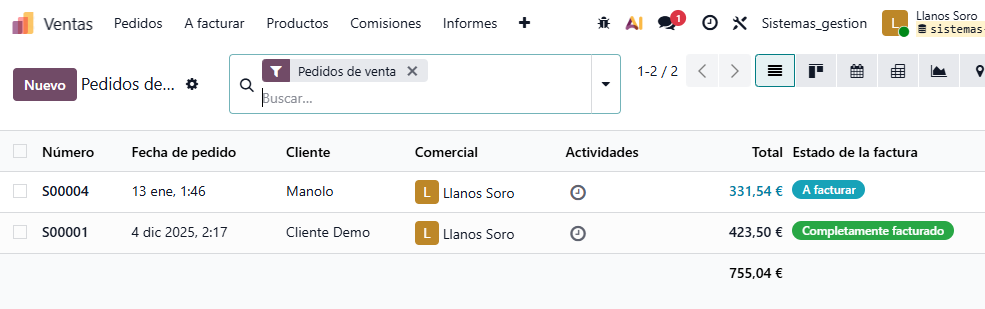 Ventas Pedidos A facturar Productos Comisiones Informes + AI 1 Sistemas_gestion L Llanos Soro
sistemas-
Nuevo Pedidos de... Pedidos de venta 1-2 / 2
Buscar...
Número Fecha de pedido Cliente Comercial Actividades Total Estado de la factura
S00004 13 ene, 1:46 Manolo L Llanos Soro 331,54 € A facturar
S00001 4 dic 2025, 2:17 Cliente Demo L Llanos Soro 423,50 € Completamente facturado
755,04 €